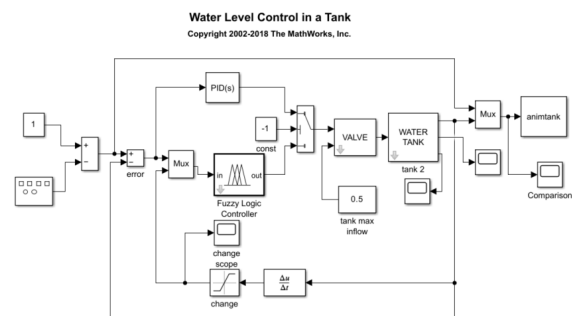 Water Level Control in a Tank
Copyright 2002-2018 The MathWorks, Inc.
PID(s)
1
-1
const
Mux
animtank
VALVE
WATER
TANK
tank 2
+
−
+
−
error
Mux
in
out
Fuzzy Logic
Controller
0.5
tank max
inflow
Comparison
change
scope
change
Δu
Δt